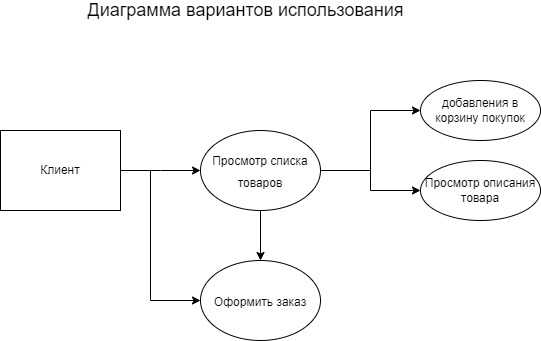 Диаграмма вариантов использования
добавления в
корзину покупок
Клиент
Просмотр списка
товаров
Просмотр описания
товара
Оформить заказ